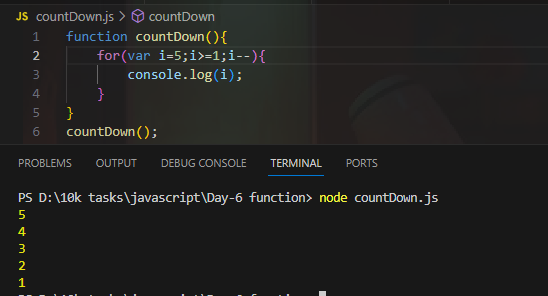 JS countDown.js > countDown
1 function countDown(){
2     for(var i=5;i>=1;i--){
3         console.log(i);
4     }
5 }
6 countDown();
PROBLEMS OUTPUT DEBUG CONSOLE TERMINAL PORTS
PS D:\10k tasks\javascript\Day-6 function> node countDown.js
5
4
3
2
1